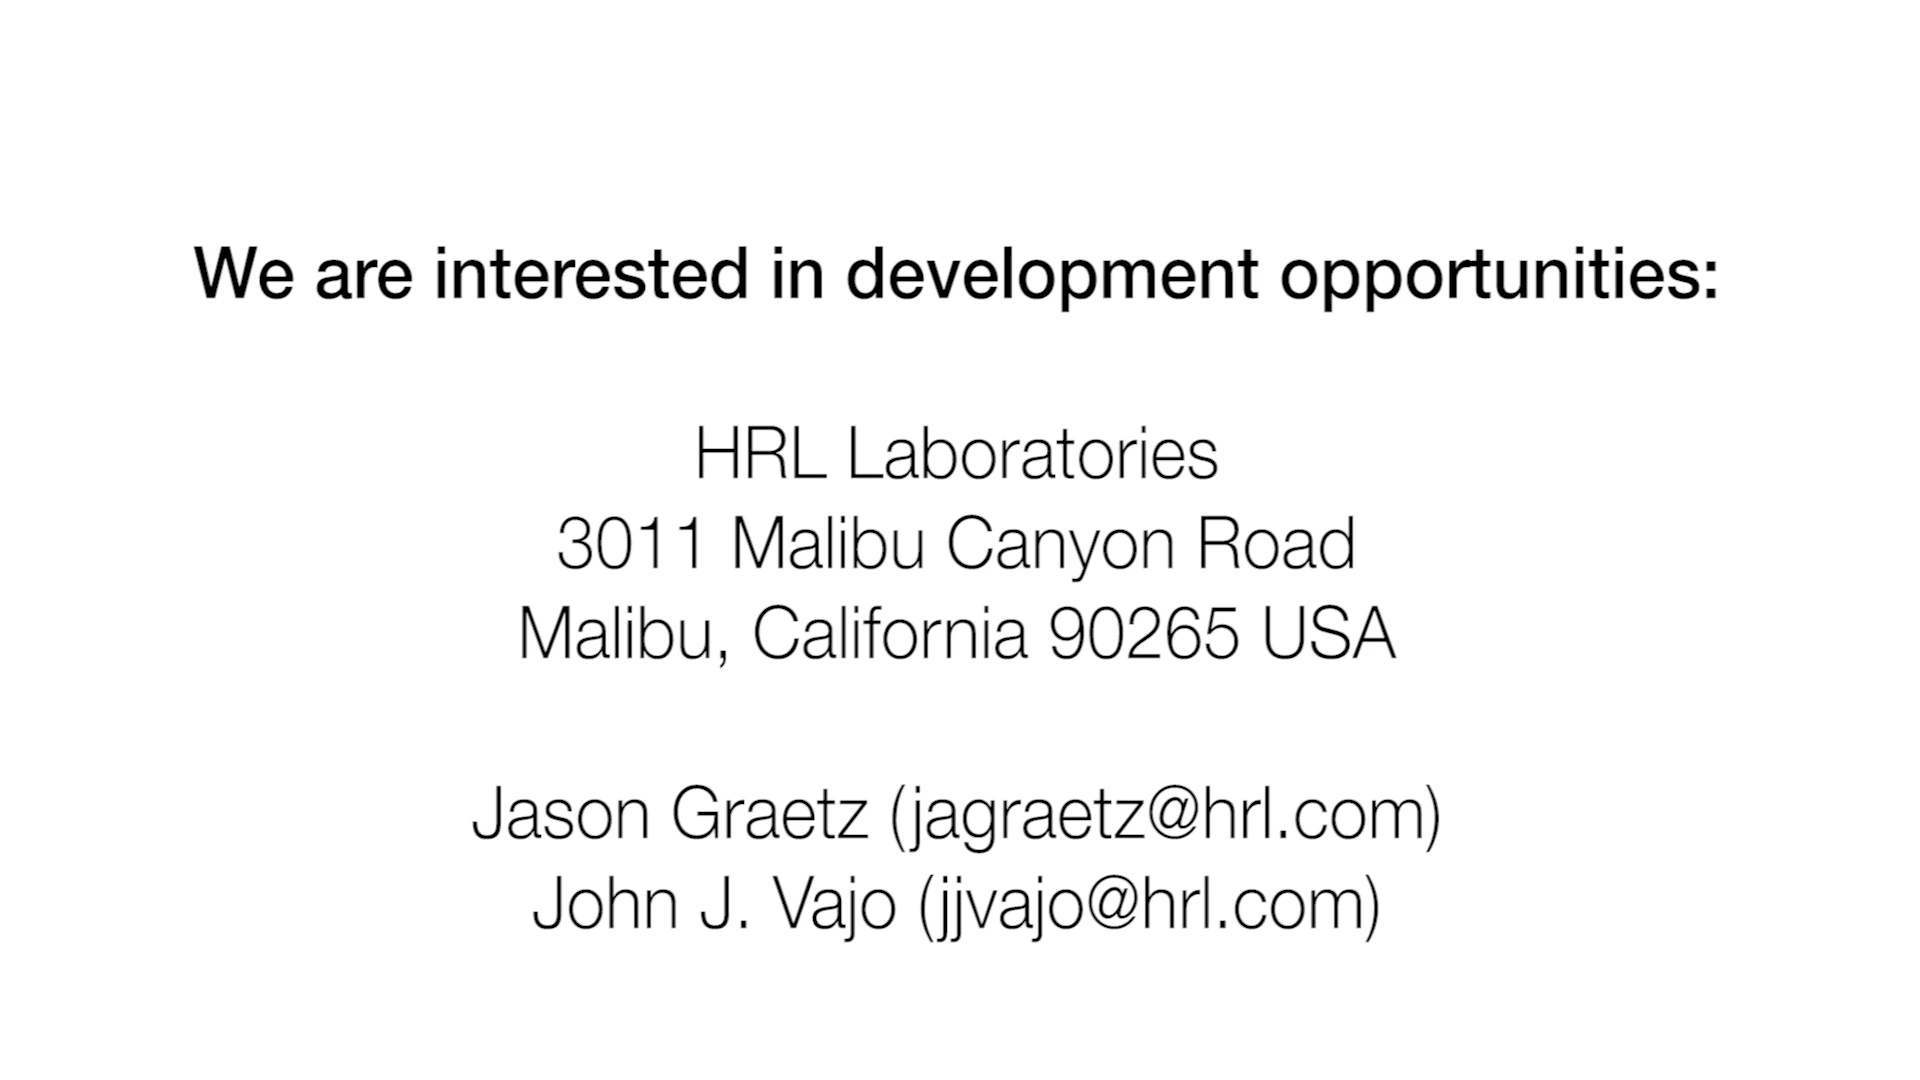 We are interested in development opportunities:
HRL Laboratories
3011 Malibu Canyon Road
Malibu, California 90265 USA
Jason Graetz (jagraetz@hrl.com)
John J. Vajo (jjvajo@hrl.com)